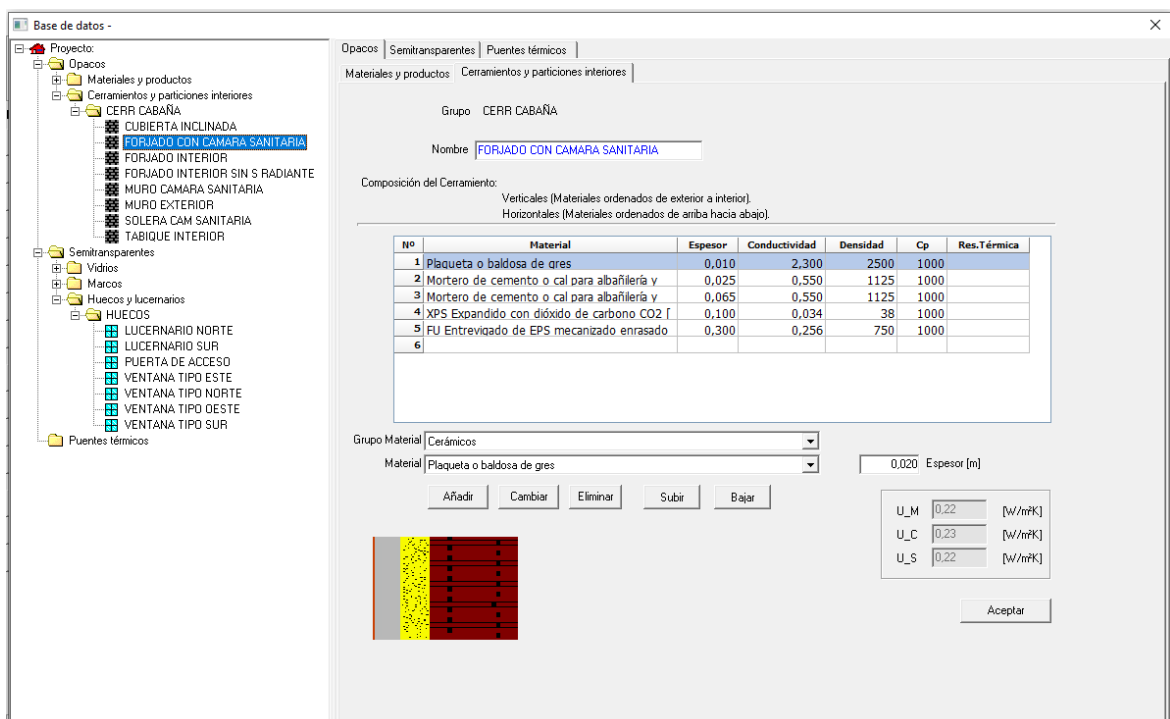 Base de datos -
Proyecto:
Opacos
Materiales y productos
Cerramientos y particiones interiores
CERR CABAÑA
CUBIERTA INCLINADA
FORJADO CON CAMARA SANITARIA
FORJADO INTERIOR
FORJADO INTERIOR SIN S RADIANTE
MURO CAMARA SANITARIA
MURO EXTERIOR
SOLERA CAM SANITARIA
TABIQUE INTERIOR
Semitransparentes
Vidrios
Marcos
Huecos y lucernarios
HUECOS
LUCERNARIO NORTE
LUCERNARIO SUR
PUERTA DE ACCESO
VENTANA TIPO ESTE
VENTANA TIPO NORTE
VENTANA TIPO OESTE
VENTANA TIPO SUR
Puentes térmicos
Opacos Semitransparentes Puentes térmicos
Materiales y productos Cerramientos y particiones interiores
Grupo CERR CABAÑA
Nombre FORJADO CON CAMARA SANITARIA
Composición del Cerramiento:
Verticales (Materiales ordenados de exterior a interior).
Horizontales (Materiales ordenados de arriba hacia abajo).
Nº Material Espesor Conductividad Densidad Cp Res.Térmica
1 Plaqueta o baldosa de gres 0,010 2,300 2500 1000
2 Mortero de cemento o cal para albañilería y 0,025 0,550 1125 1000
3 Mortero de cemento o cal para albañilería y 0,065 0,550 1125 1000
4 XPS Expandido con dióxido de carbono CO2 [ 0,100 0,034 38 1000
5 FU Entrevigado de EPS mecanizado enrasado 0,300 0,256 750 1000
6
Grupo Material Cerámicos
Material Plaqueta o baldosa de gres 0,020 Espesor [m]
Añadir Cambiar Eliminar Subir Bajar
U_M 0,22 [W/m²K]
U_C 0,23 [W/m²K]
U_S 0,22 [W/m²K]
Aceptar